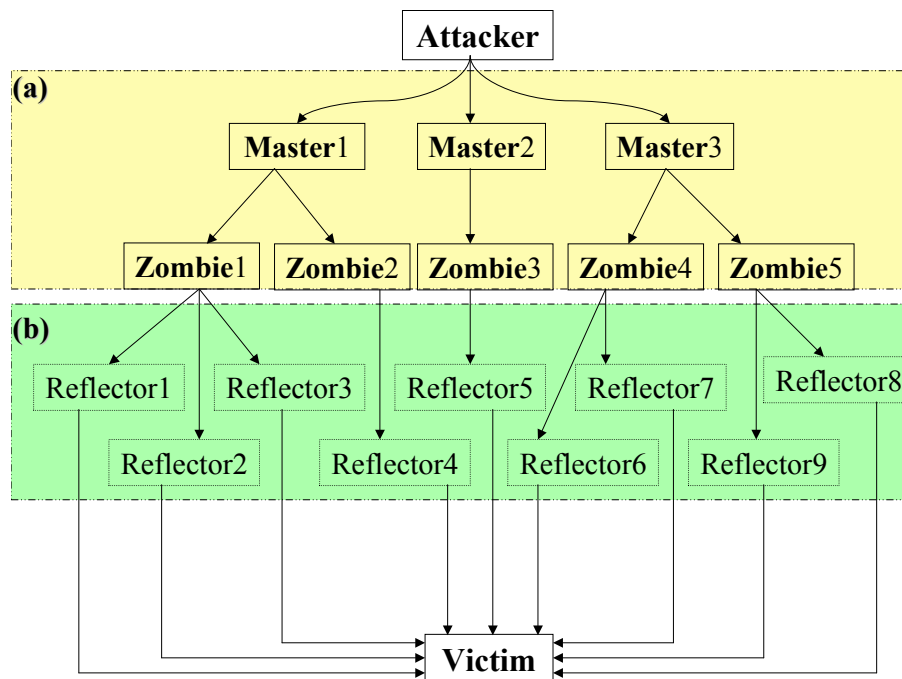 Attacker
(a)
Master1 Master2 Master3
Zombie1 Zombie2 Zombie3 Zombie4 Zombie5
(b)
Reflector1 Reflector3 Reflector5 Reflector7 Reflector8
Reflector2 Reflector4 Reflector6 Reflector9
Victim